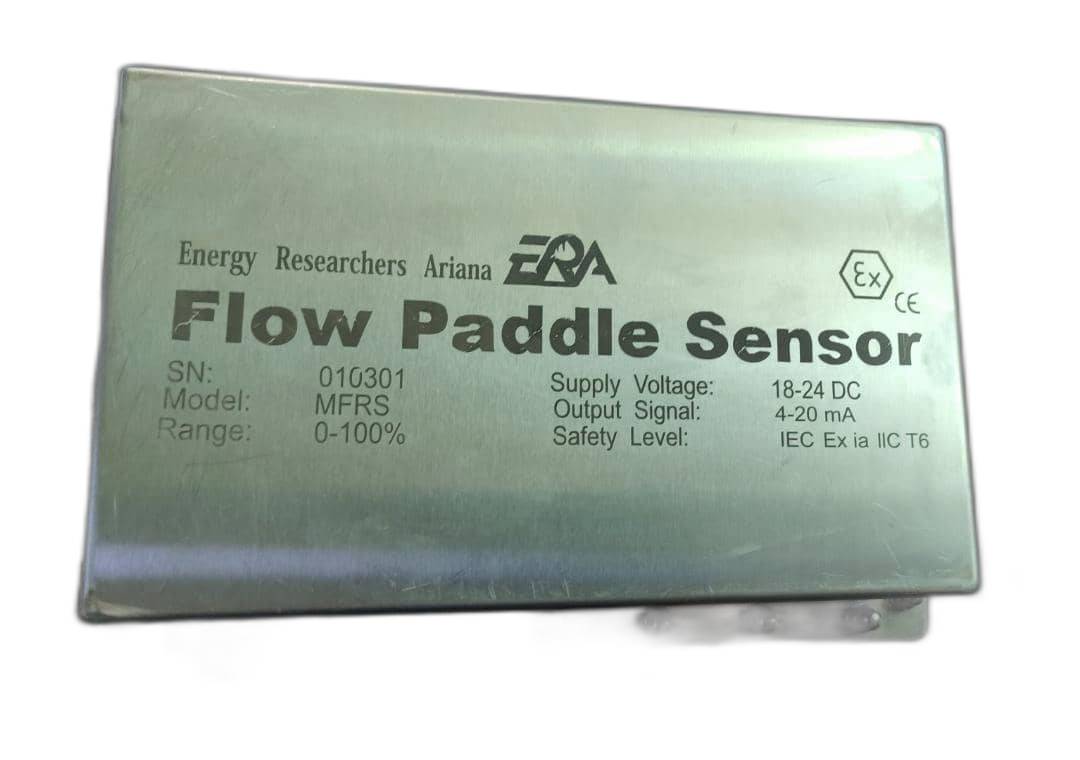 Energy Researchers Ariana ERA
Ex
CE
Flow Paddle Sensor
SN: 010301
Model: MFRS
Range: 0-100%
Supply Voltage: 18-24 DC
Output Signal: 4-20 mA
Safety Level: IEC Ex ia IIC T6